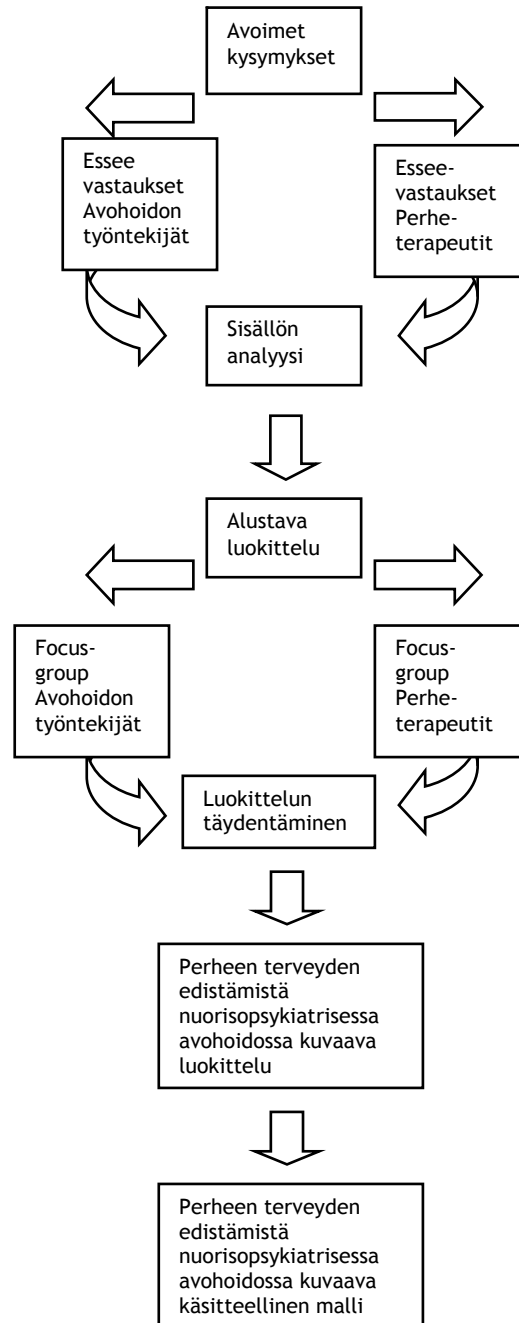 Avoimet
kysymykset
Essee
vastaukset
Avohoidon
työntekijät
Essee-
vastaukset
Perhe-
terapeutit
Sisällön
analyysi
Alustava
luokittelu
Focus-
group
Avohoidon
työntekijät
Focus-
group
Perhe-
terapeutit
Luokittelun
täydentäminen
Perheen terveyden
edistämistä
nuorisopsykiatrisessa
avohoidossa kuvaava
luokittelu
Perheen terveyden
edistämistä
nuorisopsykiatrisessa
avohoidossa kuvaava
käsitteellinen malli